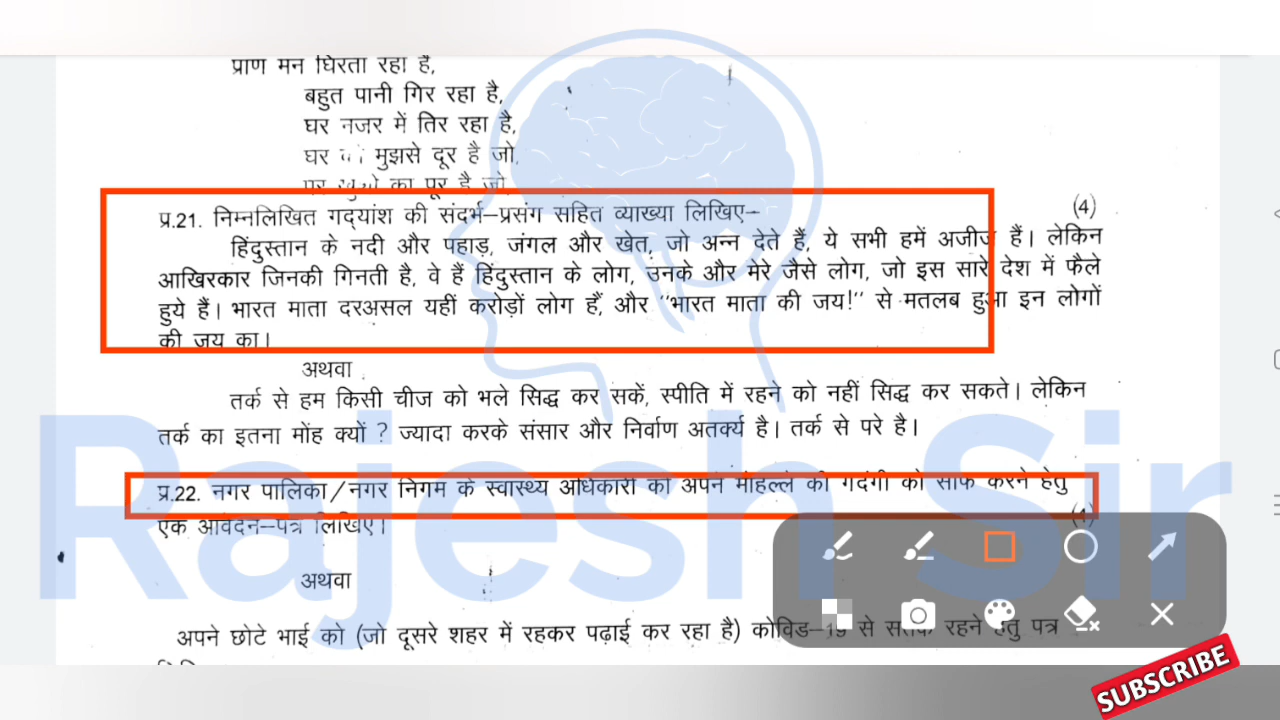 प्राण मन घिरता रहा है,
बहुत पानी गिर रहा है,
घर नजर में तिर रहा है,
घर मुझसे दूर है जो,
का पूर है जो
प्र.21. निम्नलिखित गद्यांश की संदर्भ–प्रसंग सहित व्याख्या लिखिए– (4)
हिंदुस्तान के नदी और पहाड़, जंगल और खेत, जो अन्न देते हैं, ये सभी हमें अजीज हैं। लेकिन
आखिरकार जिनकी गिनती है, वे हैं हिंदुस्तान के लोग, उनके और मेरे जैसे लोग, जो इस सारे देश में फैले
हुये हैं। भारत माता दरअसल यहीं करोड़ों लोग हैं, और "भारत माता की जय!" से मतलब हुआ इन लोगों
की जय का।
अथवा
तर्क से हम किसी चीज को भले सिद्ध कर सकें, स्पीति में रहने को नहीं सिद्ध कर सकते। लेकिन
तर्क का इतना मोंह क्यों ? ज्यादा करके संसार और निर्वाण अतर्क्य है। तर्क से परे है।
प्र.22. नगर पालिका/नगर निगम के स्वास्थ्य अधिकारी को अपने मोहल्ले की गंदगी को साफ करने हेतु
एक आवेदन–पत्र लिखिए। (4)
अथवा
अपने छोटे भाई को (जो दूसरे शहर में रहकर पढ़ाई कर रहा है) कोविड–19 से सतर्क रहने हेतु पत्र
Rajesh Sir
SUBSCRIBE